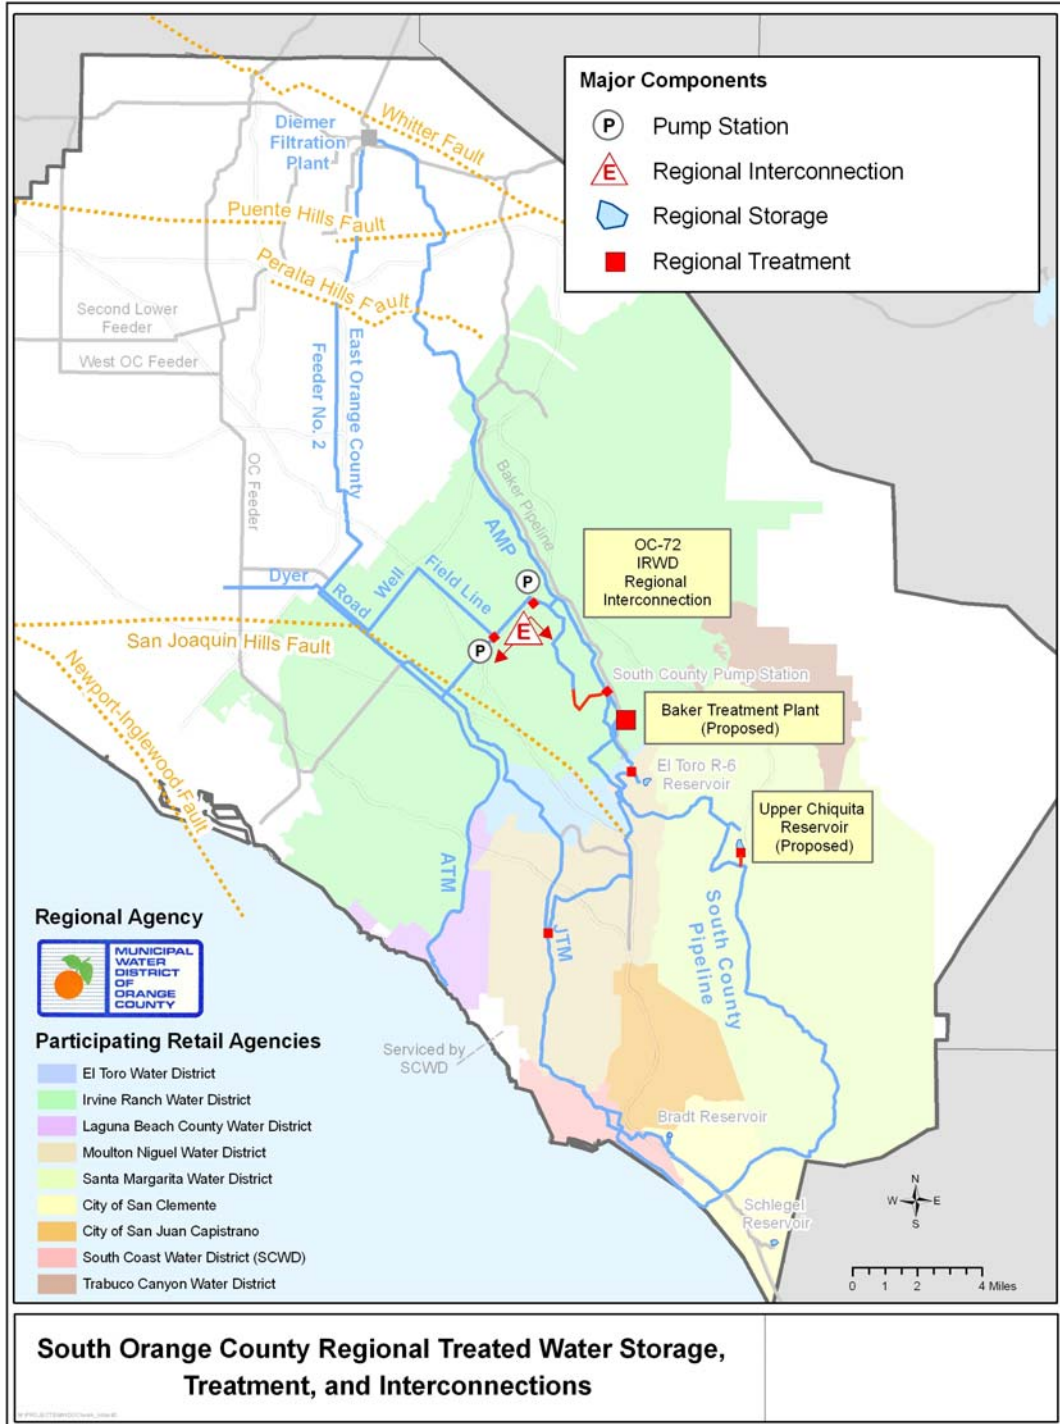 Major Components
P
Pump Station
E
Regional Interconnection
Regional Storage
Regional Treatment
Whitter Fault
Diemer
Filtration
Plant
Puente Hills Fault
Peralta Hills Fault
Second Lower
Feeder
West OC Feeder
East Orange County
Feeder No. 2
OC Feeder
Baker Pipeline
AMP
OC-72
IRWD
Regional
Interconnection
Dyer
Road
Well
Field Line
P
E
P
San Joaquin Hills Fault
Newport-Inglewood Fault
South County Pump Station
Baker Treatment Plant
(Proposed)
El Toro R-6
Reservoir
Upper Chiquita
Reservoir
(Proposed)
ATM
JTM
South County
Pipeline
Regional Agency
MUNICIPAL
WATER
DISTRICT
OF
ORANGE
COUNTY
Participating Retail Agencies
El Toro Water District
Irvine Ranch Water District
Laguna Beach County Water District
Moulton Niguel Water District
Santa Margarita Water District
City of San Clemente
City of San Juan Capistrano
South Coast Water District (SCWD)
Trabuco Canyon Water District
Serviced by
SCWD
Bradt Reservoir
Schlegel
Reservoir
N
W E
S
0 1 2 4 Miles
South Orange County Regional Treated Water Storage,
Treatment, and Interconnections